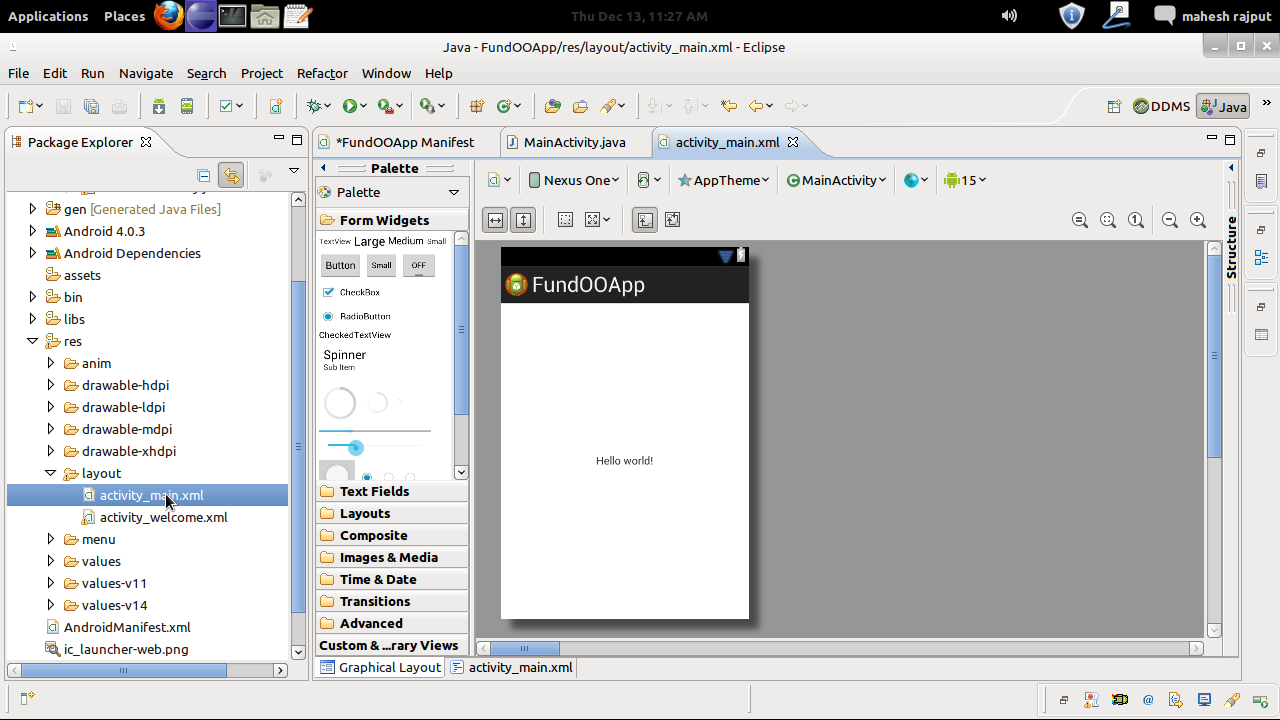 Applications Places Thu Dec 13, 11:27 AM mahesh rajput
Java - FundOOApp/res/layout/activity_main.xml - Eclipse
File Edit Run Navigate Search Project Refactor Window Help
DDMS Java
Package Explorer
*FundOOApp Manifest MainActivity.java activity_main.xml
gen [Generated Java Files]
Android 4.0.3
Android Dependencies
assets
bin
libs
res
anim
drawable-hdpi
drawable-ldpi
drawable-mdpi
drawable-xhdpi
layout
activity_main.xml
activity_welcome.xml
menu
values
values-v11
values-v14
AndroidManifest.xml
ic_launcher-web.png
Palette
Palette
Form Widgets
TextView Large Medium Small
Button Small OFF
CheckBox
RadioButton
CheckedTextView
Spinner
Sub Item
Text Fields
Layouts
Composite
Images & Media
Time & Date
Transitions
Advanced
Custom & ...rary Views
Nexus One AppTheme MainActivity 15
FundOOApp
Hello world!
Structure
Graphical Layout activity_main.xml